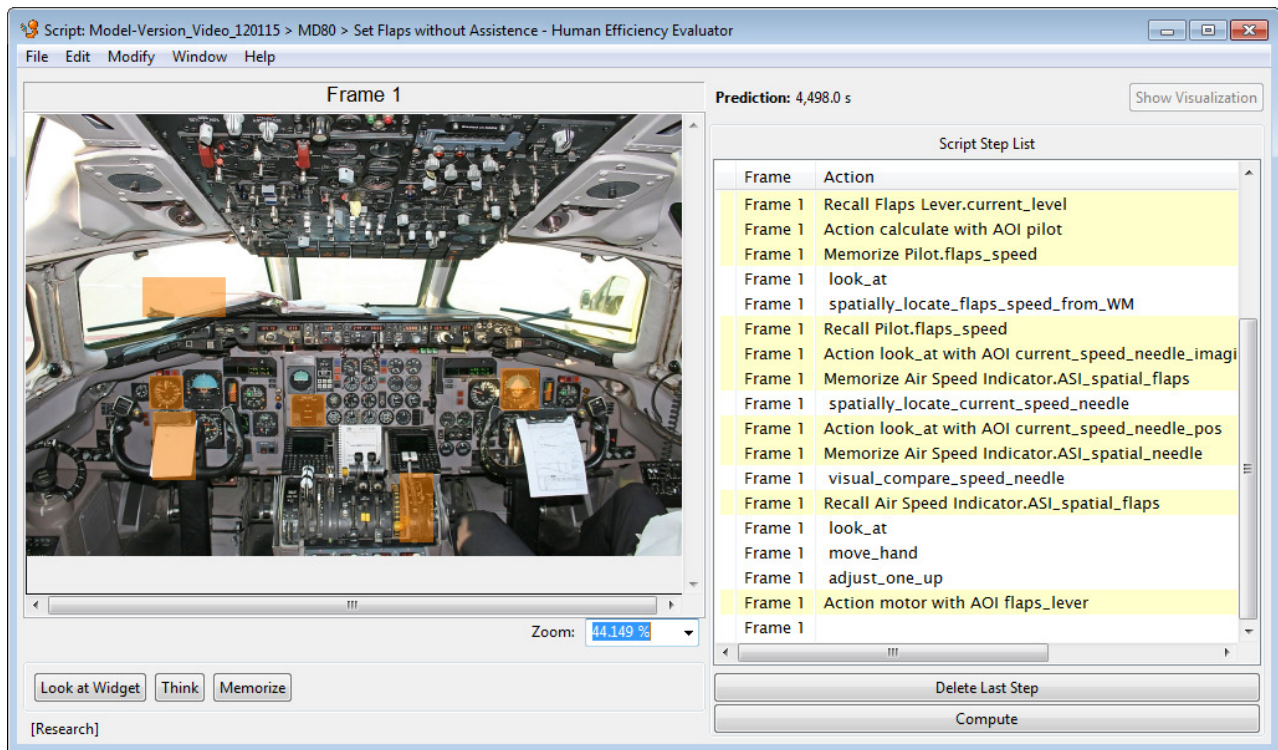 Script: Model-Version_Video_120115 > MD80 > Set Flaps without Assistence - Human Efficiency Evaluator
File Edit Modify Window Help
Frame 1
Zoom: 44.149 %
Look at Widget Think Memorize
[Research]
Prediction: 4,498.0 s
Show Visualization
Script Step List
Frame Action
Frame 1 Recall Flaps Lever.current_level
Frame 1 Action calculate with AOI pilot
Frame 1 Memorize Pilot.flaps_speed
Frame 1 look_at
Frame 1 spatially_locate_flaps_speed_from_WM
Frame 1 Recall Pilot.flaps_speed
Frame 1 Action look_at with AOI current_speed_needle_imagi
Frame 1 Memorize Air Speed Indicator.ASI_spatial_flaps
Frame 1 spatially_locate_current_speed_needle
Frame 1 Action look_at with AOI current_speed_needle_pos
Frame 1 Memorize Air Speed Indicator.ASI_spatial_needle
Frame 1 visual_compare_speed_needle
Frame 1 Recall Air Speed Indicator.ASI_spatial_flaps
Frame 1 look_at
Frame 1 move_hand
Frame 1 adjust_one_up
Frame 1 Action motor with AOI flaps_lever
Frame 1
Delete Last Step
Compute